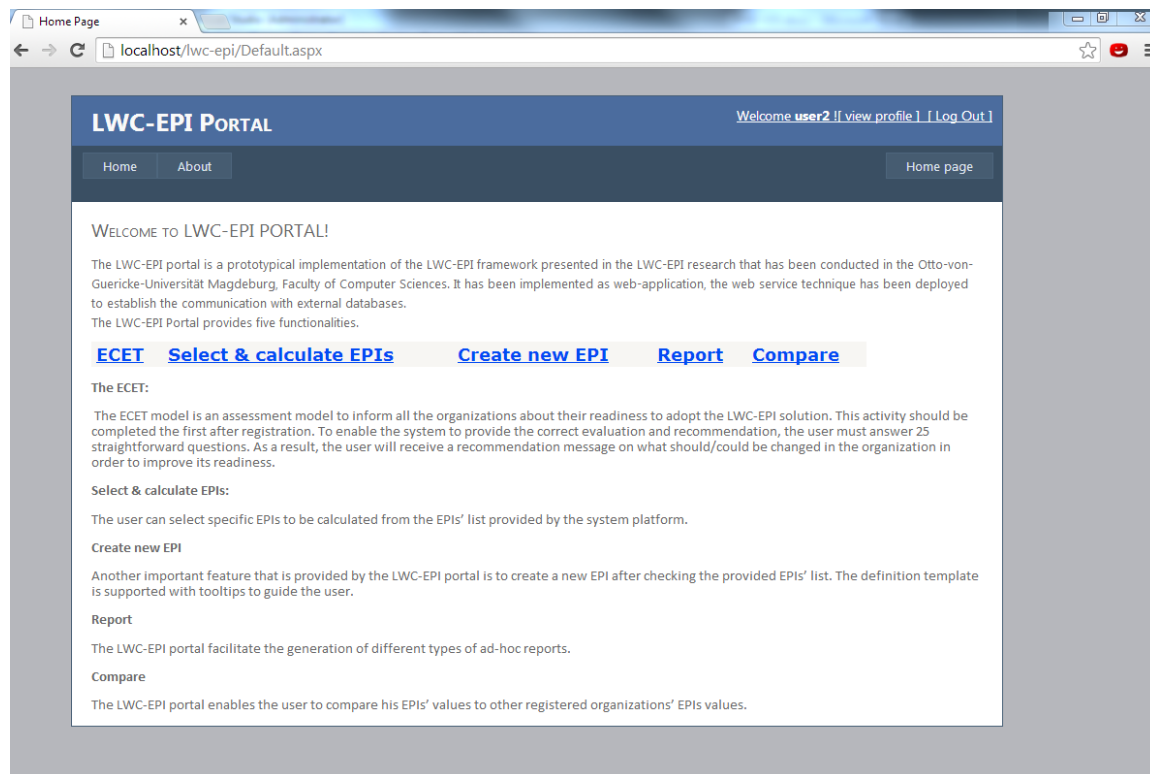 Home Page
localhost/lwc-epi/Default.aspx
LWC-EPI PORTAL
Welcome user2 ![ view profile ] [ Log Out ]
Home About Home page
WELCOME TO LWC-EPI PORTAL!
The LWC-EPI portal is a prototypical implementation of the LWC-EPI framework presented in the LWC-EPI research that has been conducted in the Otto-von-
Guericke-Universität Magdeburg, Faculty of Computer Sciences. It has been implemented as web-application, the web service technique has been deployed
to establish the communication with external databases.
The LWC-EPI Portal provides five functionalities.
ECET Select & calculate EPIs Create new EPI Report Compare
The ECET:
The ECET model is an assessment model to inform all the organizations about their readiness to adopt the LWC-EPI solution. This activity should be
completed the first after registration. To enable the system to provide the correct evaluation and recommendation, the user must answer 25
straightforward questions. As a result, the user will receive a recommendation message on what should/could be changed in the organization in
order to improve its readiness.
Select & calculate EPIs:
The user can select specific EPIs to be calculated from the EPIs’ list provided by the system platform.
Create new EPI
Another important feature that is provided by the LWC-EPI portal is to create a new EPI after checking the provided EPIs’ list. The definition template
is supported with tooltips to guide the user.
Report
The LWC-EPI portal facilitate the generation of different types of ad-hoc reports.
Compare
The LWC-EPI portal enables the user to compare his EPIs’ values to other registered organizations’ EPIs values.